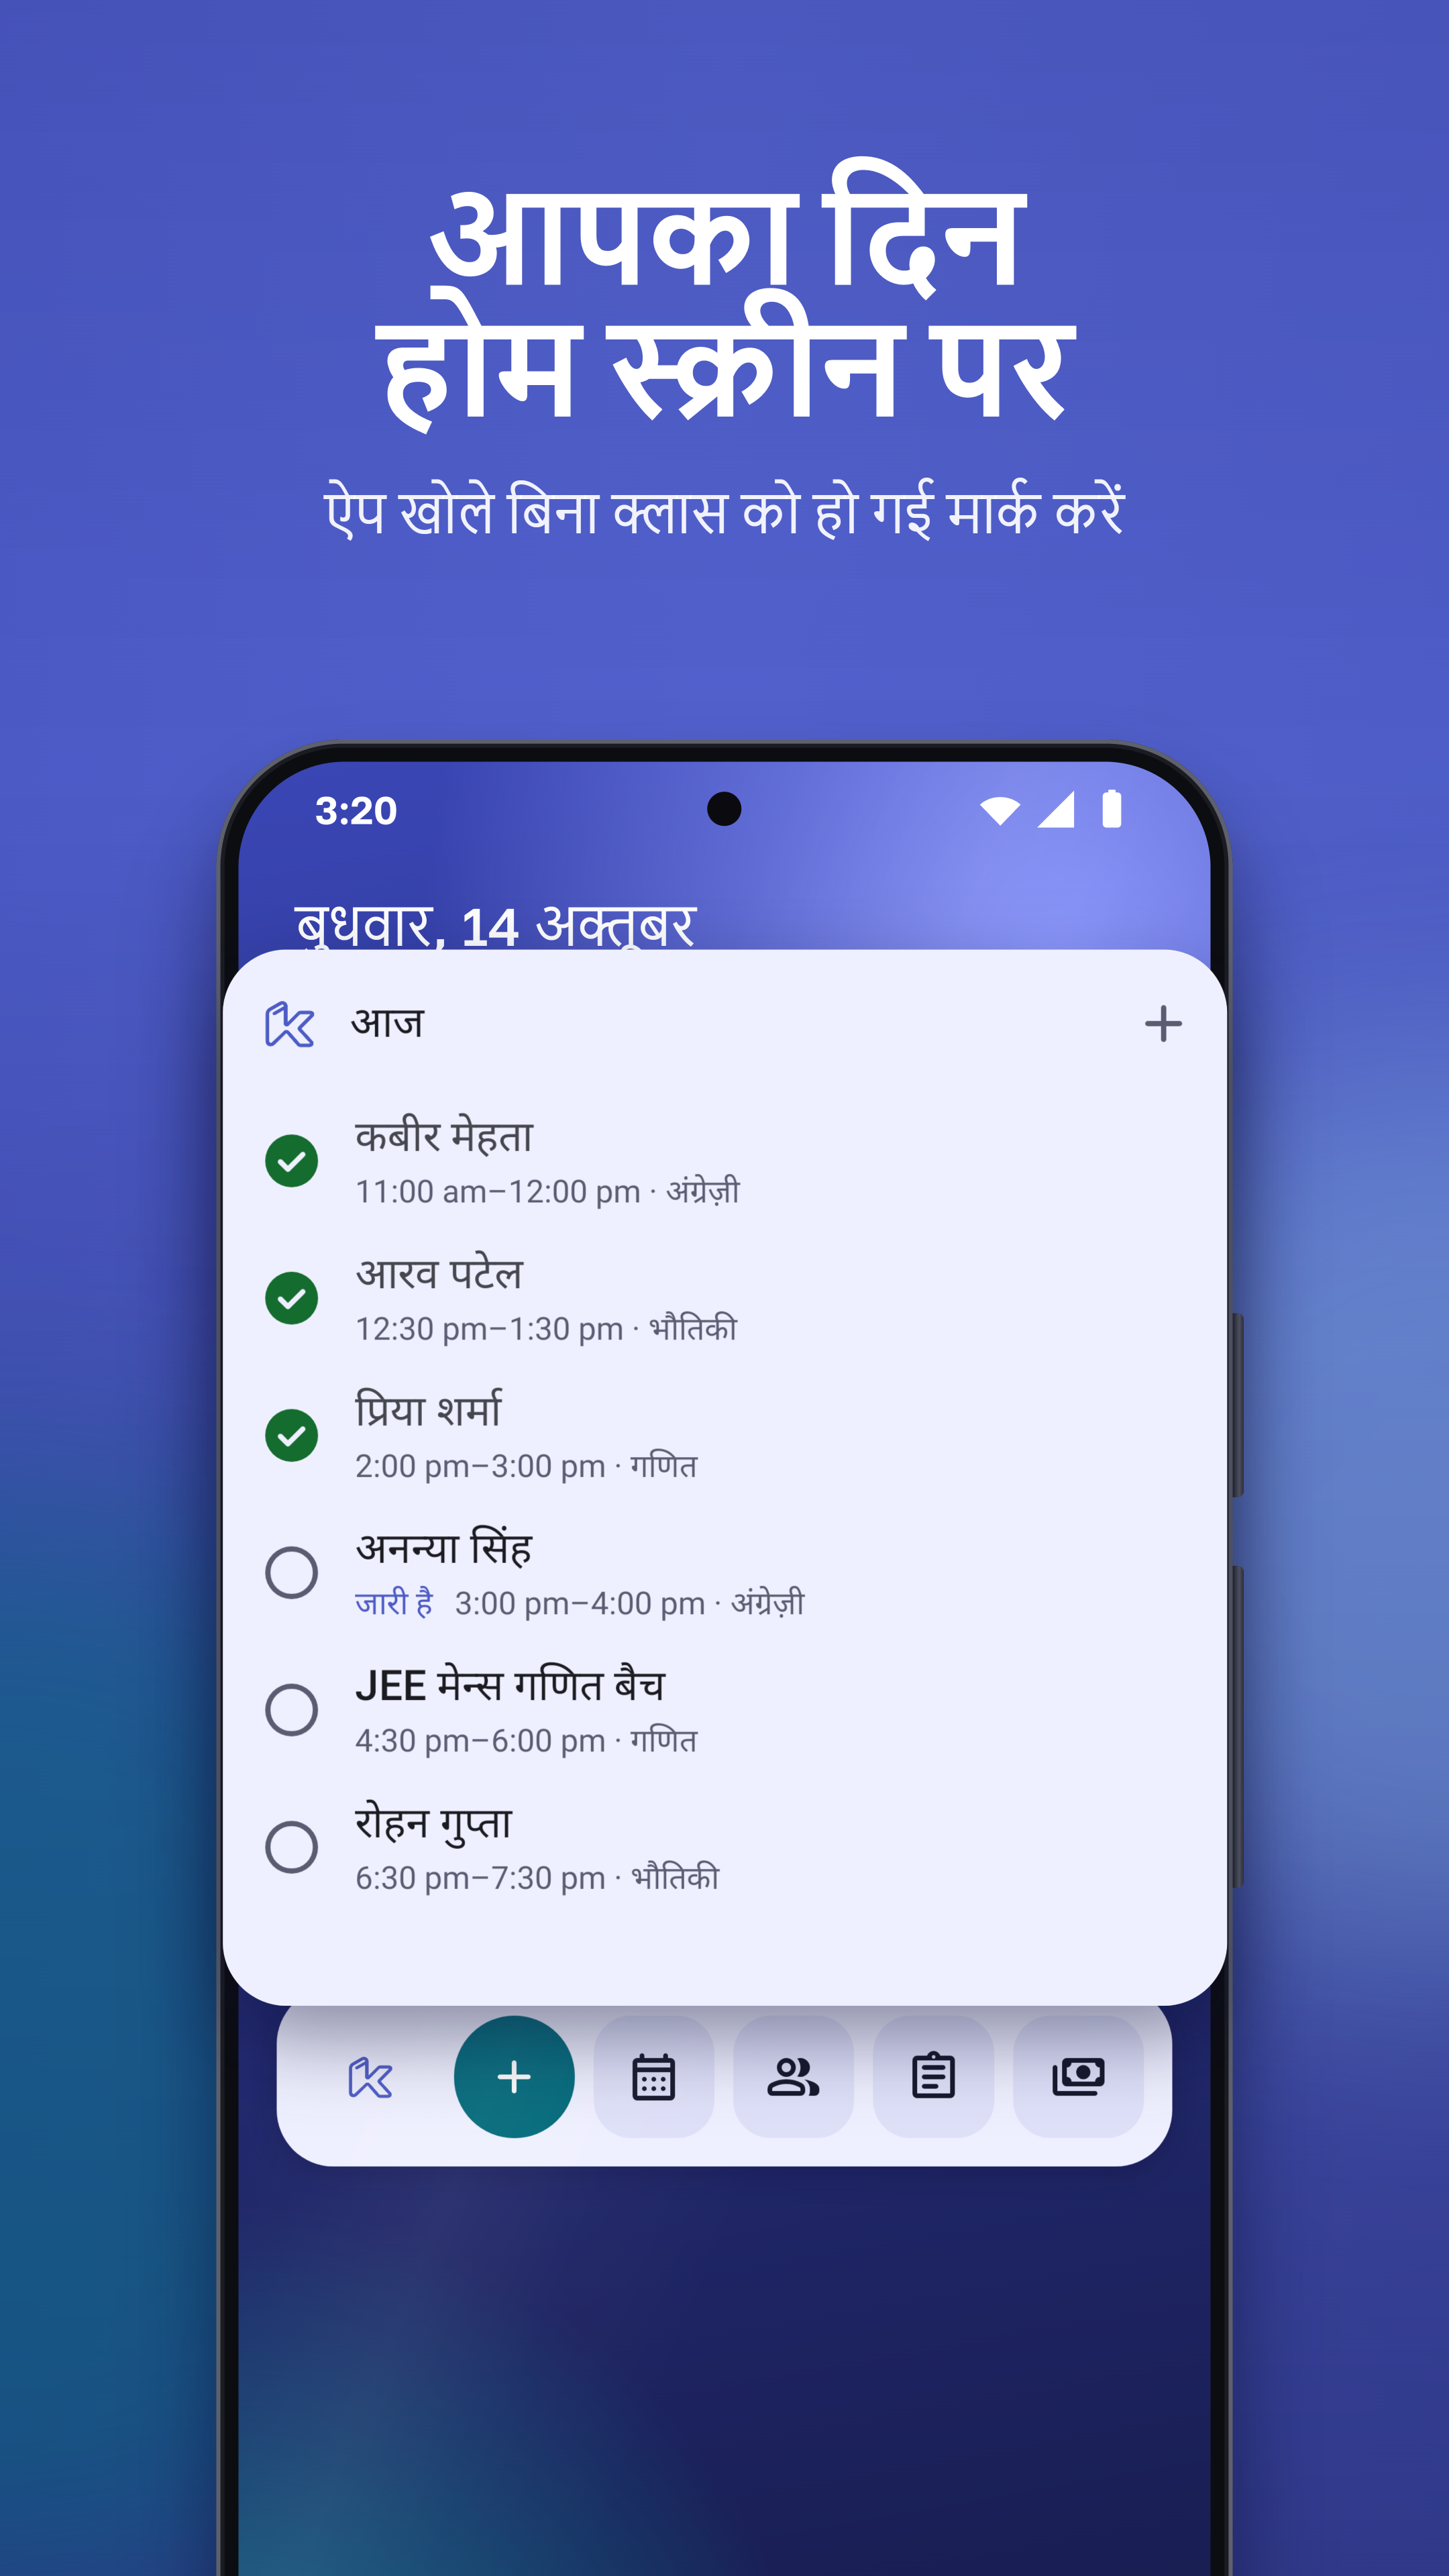 आपका दिन
होम स्क्रीन पर
ऐप खोले बिना क्लास को हो गई मार्क करें
3:20
बुधवार, 14 अक्तूबर
आज
कबीर मेहता
11:00 am–12:00 pm · अंग्रेज़ी
आरव पटेल
12:30 pm–1:30 pm · भौतिकी
प्रिया शर्मा
2:00 pm–3:00 pm · गणित
अनन्या सिंह
जारी है 3:00 pm–4:00 pm · अंग्रेज़ी
JEE मेन्स गणित बैच
4:30 pm–6:00 pm · गणित
रोहन गुप्ता
6:30 pm–7:30 pm · भौतिकी